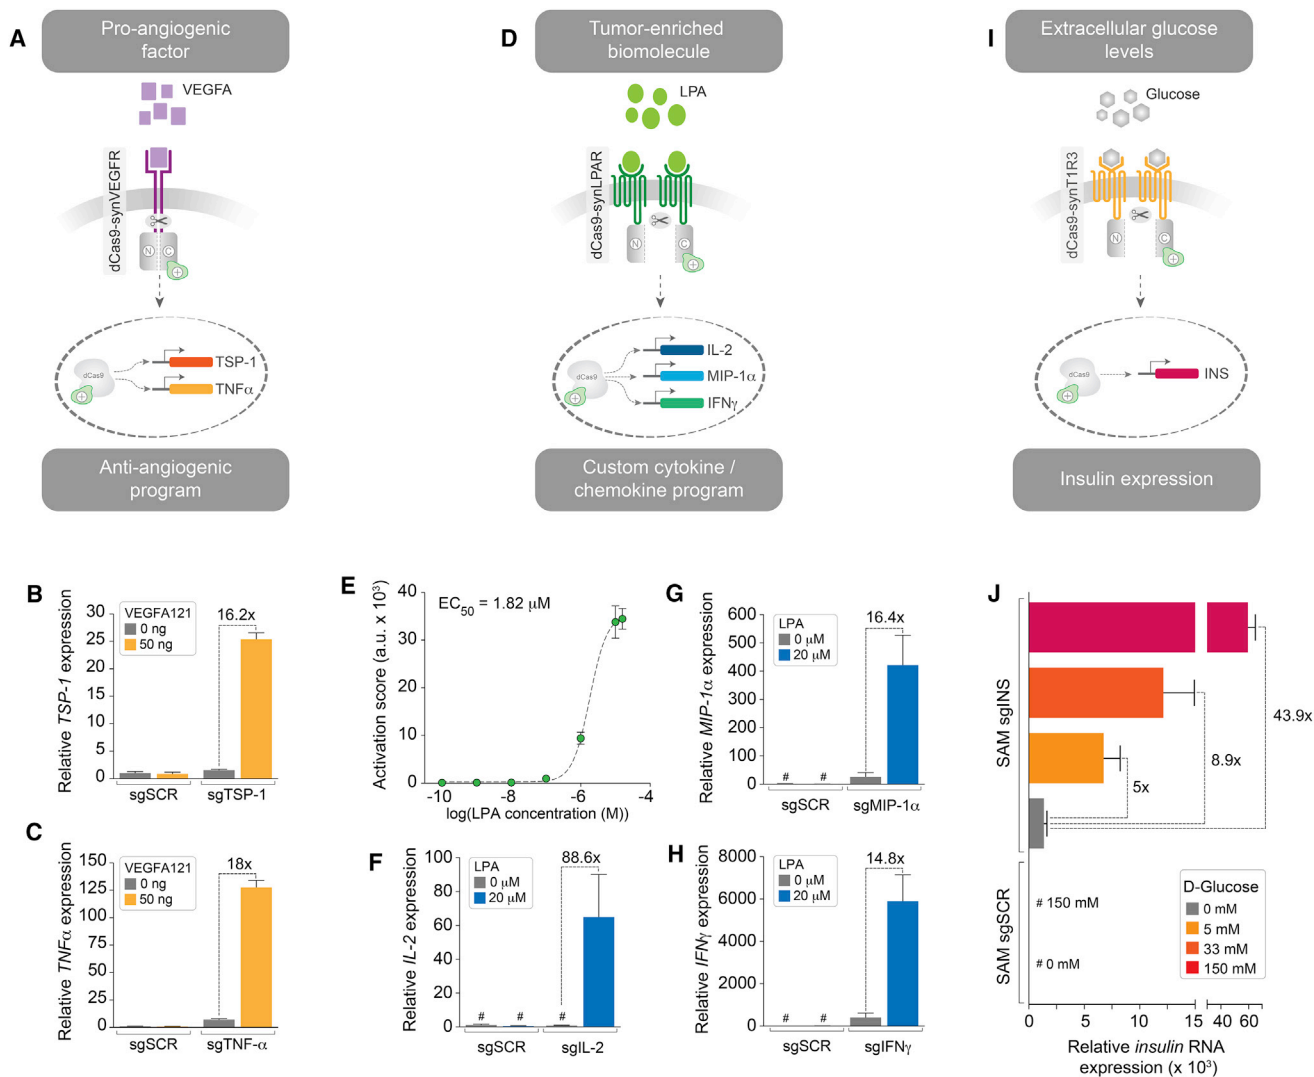 A
Pro-angiogenic
factor
VEGFA
dCas9-synVEGFR
N
C
+
dCas9
+
TSP-1
TNFα
Anti-angiogenic
program
D
Tumor-enriched
biomolecule
LPA
dCas9-synLPAR
N
C
+
dCas9
+
IL-2
MIP-1α
IFNγ
Custom cytokine /
chemokine program
I
Extracellular glucose
levels
Glucose
dCas9-synT1R3
N
C
+
dCas9
+
INS
Insulin expression
B
Relative TSP-1 expression
30
25
20
15
10
5
0
VEGFA121
0 ng
50 ng
16.2x
sgSCR
sgTSP-1
C
Relative TNFα expression
150
125
100
75
50
25
0
VEGFA121
0 ng
50 ng
18x
sgSCR
sgTNF-α
E
Activation score (a.u. x 10³)
40
30
20
10
0
EC50 = 1.82 μM
-10
-8
-6
-4
log(LPA concentration (M))
F
Relative IL-2 expression
100
80
60
40
20
0
LPA
0 μM
20 μM
88.6x
# # #
sgSCR
sgIL-2
G
Relative MIP-1α expression
600
500
400
300
200
100
0
LPA
0 μM
20 μM
16.4x
# #
sgSCR
sgMIP-1α
H
Relative IFNγ expression
8000
6000
4000
2000
0
LPA
0 μM
20 μM
14.8x
# #
sgSCR
sgIFNγ
J
SAM sgINS
43.9x
8.9x
5x
SAM sgSCR
# 150 mM
# 0 mM
D-Glucose
0 mM
5 mM
33 mM
150 mM
0
5
10
15
40
60
Relative insulin RNA
expression (x 10³)